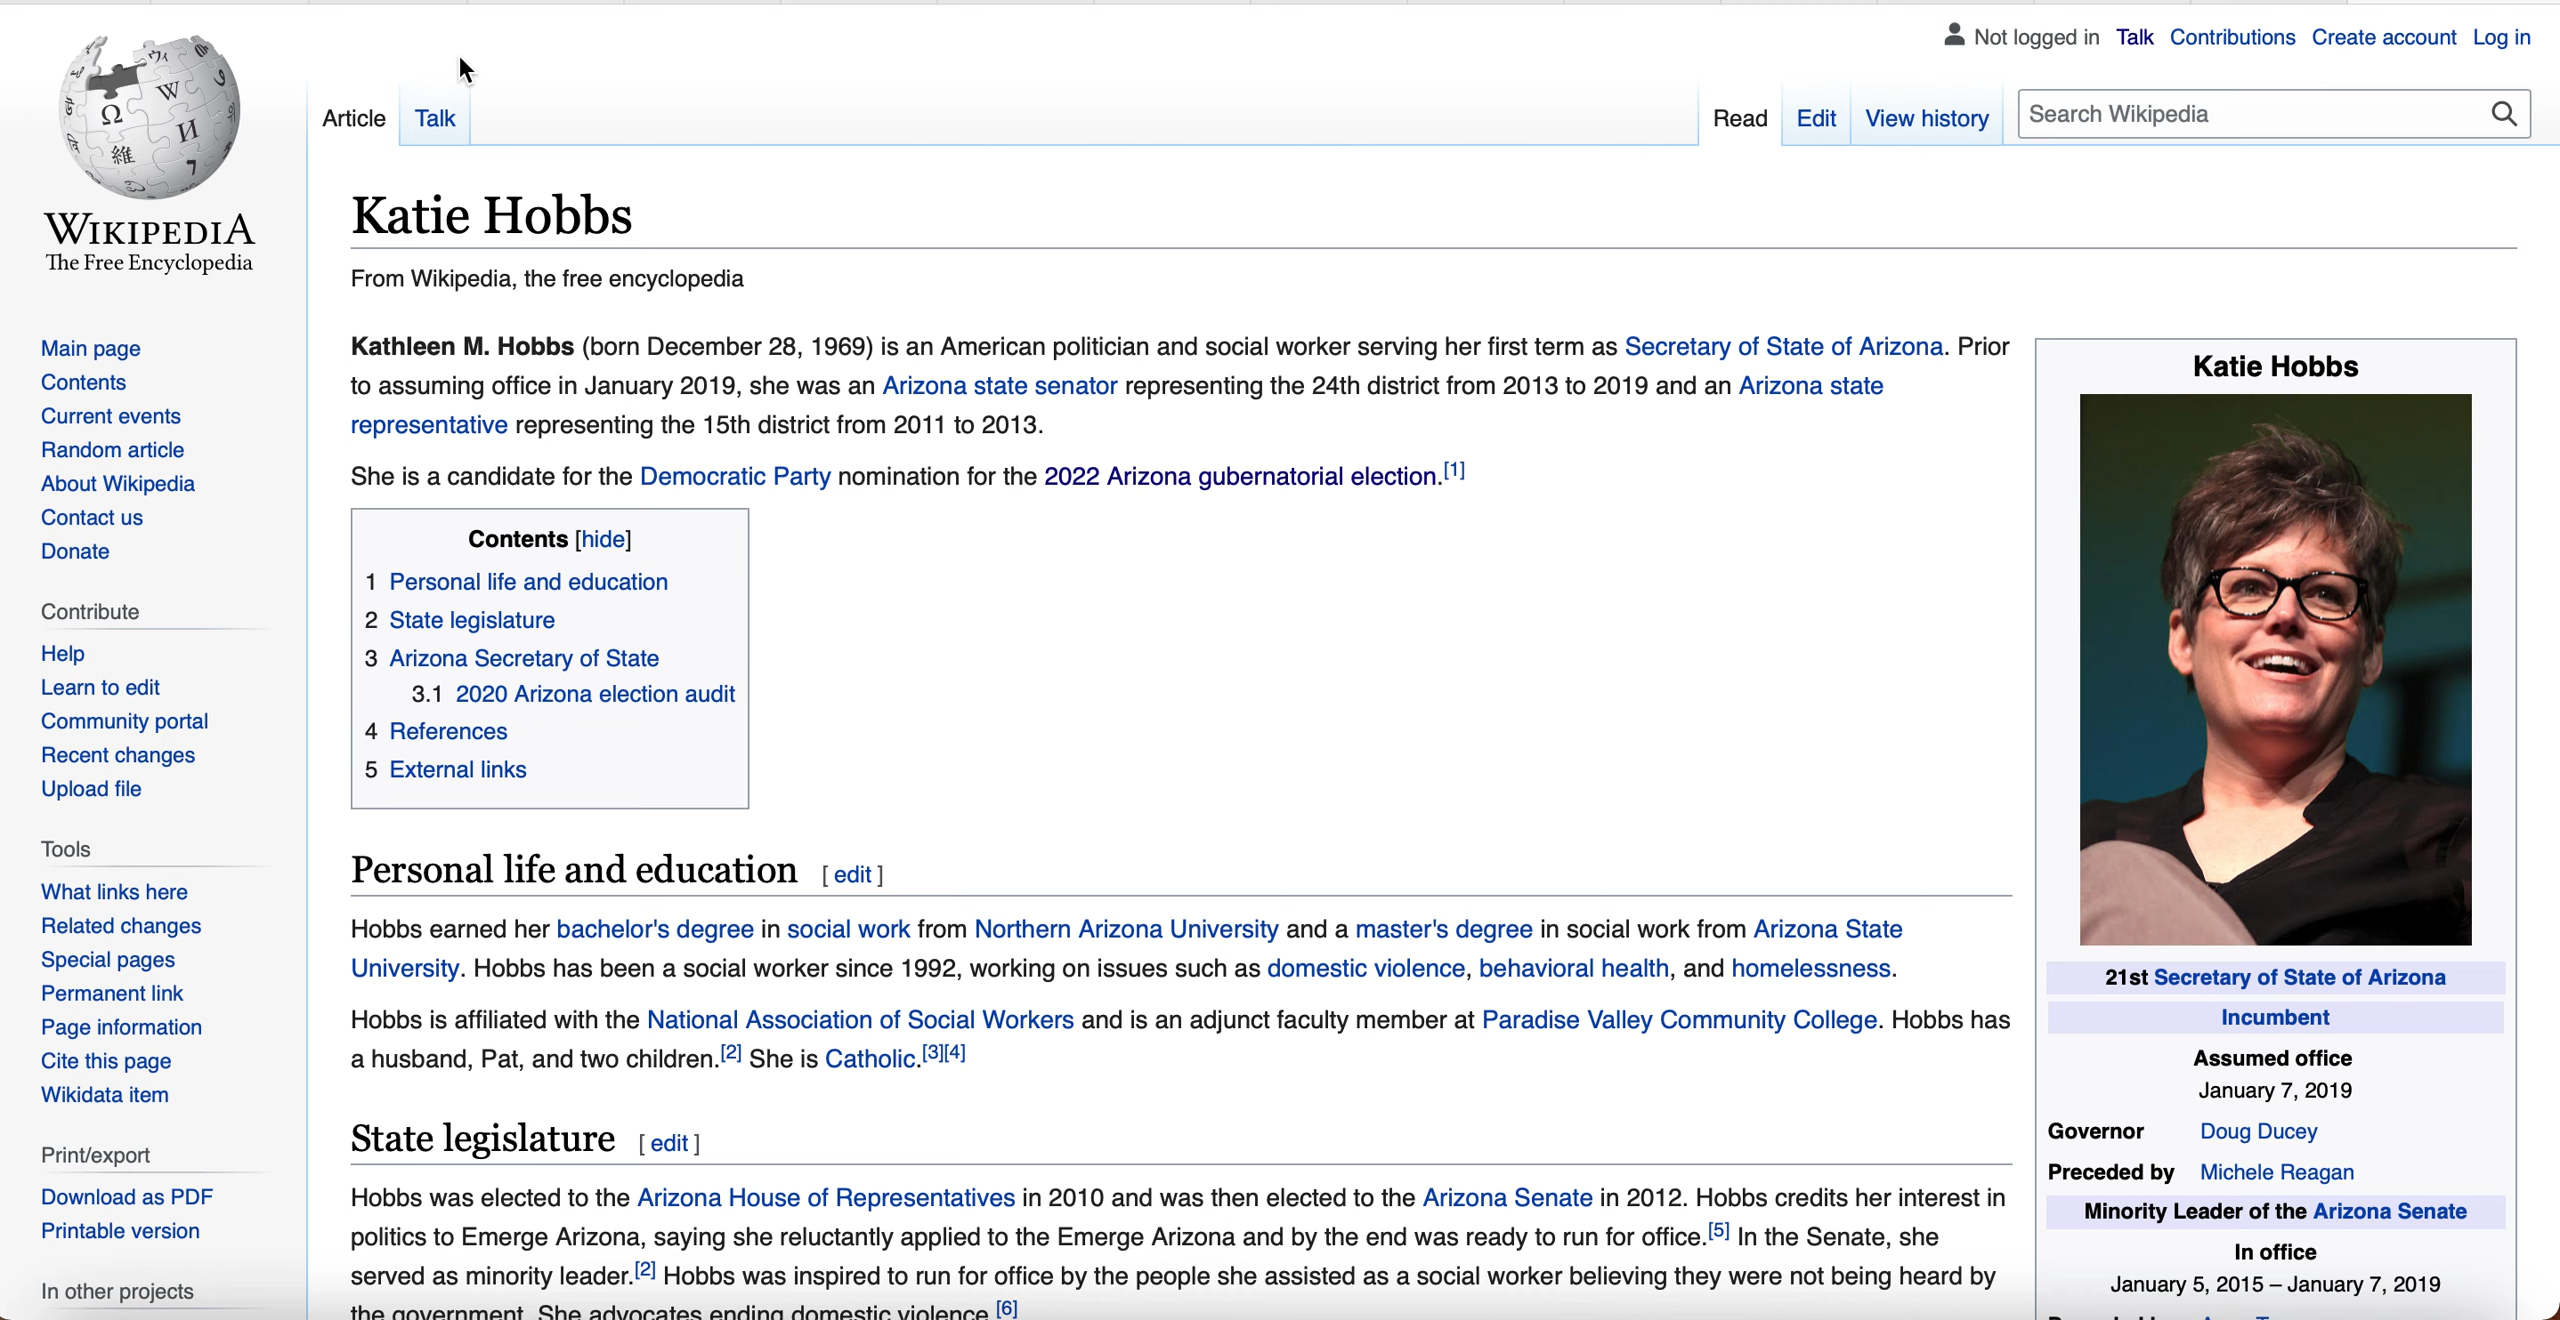 Not logged in Talk Contributions Create account Log in
Article Talk Read Edit View history Search Wikipedia
WIKIPEDIA
The Free Encyclopedia
Main page
Contents
Current events
Random article
About Wikipedia
Contact us
Donate
Contribute
Help
Learn to edit
Community portal
Recent changes
Upload file
Tools
What links here
Related changes
Special pages
Permanent link
Page information
Cite this page
Wikidata item
Print/export
Download as PDF
Printable version
In other projects
Katie Hobbs
From Wikipedia, the free encyclopedia
Kathleen M. Hobbs (born December 28, 1969) is an American politician and social worker serving her first term as Secretary of State of Arizona. Prior
to assuming office in January 2019, she was an Arizona state senator representing the 24th district from 2013 to 2019 and an Arizona state
representative representing the 15th district from 2011 to 2013.
She is a candidate for the Democratic Party nomination for the 2022 Arizona gubernatorial election.[1]
Contents [hide]
1 Personal life and education
2 State legislature
3 Arizona Secretary of State
3.1 2020 Arizona election audit
4 References
5 External links
Personal life and education [ edit ]
Hobbs earned her bachelor's degree in social work from Northern Arizona University and a master's degree in social work from Arizona State
University. Hobbs has been a social worker since 1992, working on issues such as domestic violence, behavioral health, and homelessness.
Hobbs is affiliated with the National Association of Social Workers and is an adjunct faculty member at Paradise Valley Community College. Hobbs has
a husband, Pat, and two children.[2] She is Catholic.[3][4]
State legislature [ edit ]
Hobbs was elected to the Arizona House of Representatives in 2010 and was then elected to the Arizona Senate in 2012. Hobbs credits her interest in
politics to Emerge Arizona, saying she reluctantly applied to the Emerge Arizona and by the end was ready to run for office.[5] In the Senate, she
served as minority leader.[2] Hobbs was inspired to run for office by the people she assisted as a social worker believing they were not being heard by
the government. She advocates ending domestic violence.[6]
Katie Hobbs
21st Secretary of State of Arizona
Incumbent
Assumed office
January 7, 2019
Governor Doug Ducey
Preceded by Michele Reagan
Minority Leader of the Arizona Senate
In office
January 5, 2015 – January 7, 2019